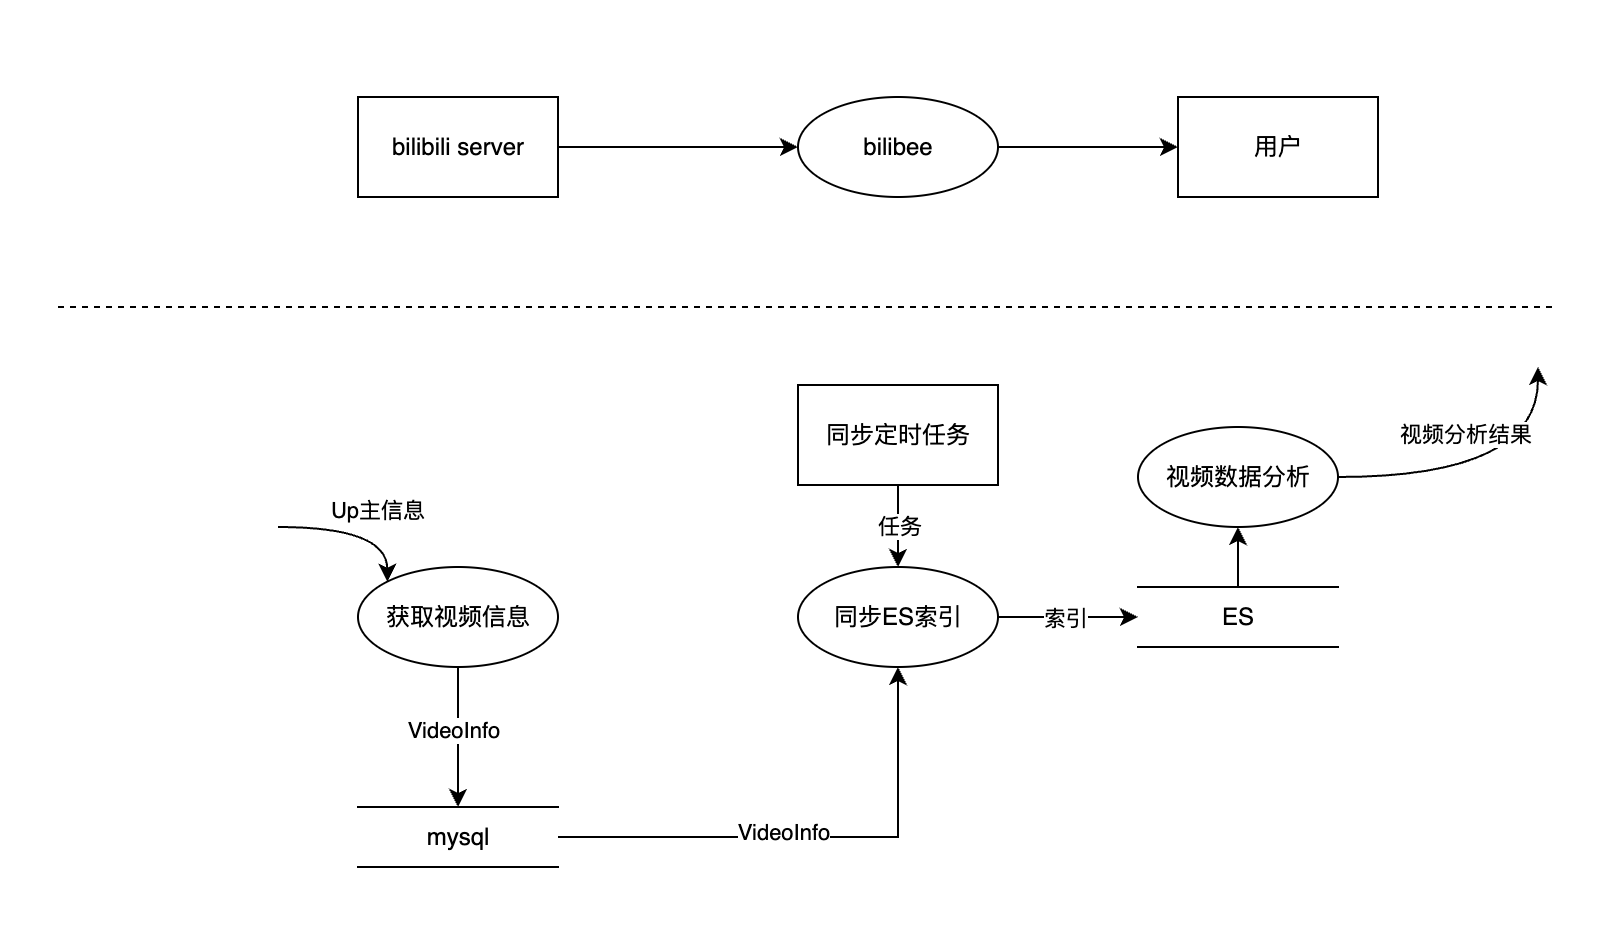 bilibili server
bilibee
用户
同步定时任务
视频分析结果
视频数据分析
Up主信息
任务
获取视频信息
同步ES索引
索引
ES
VideoInfo
mysql
VideoInfo